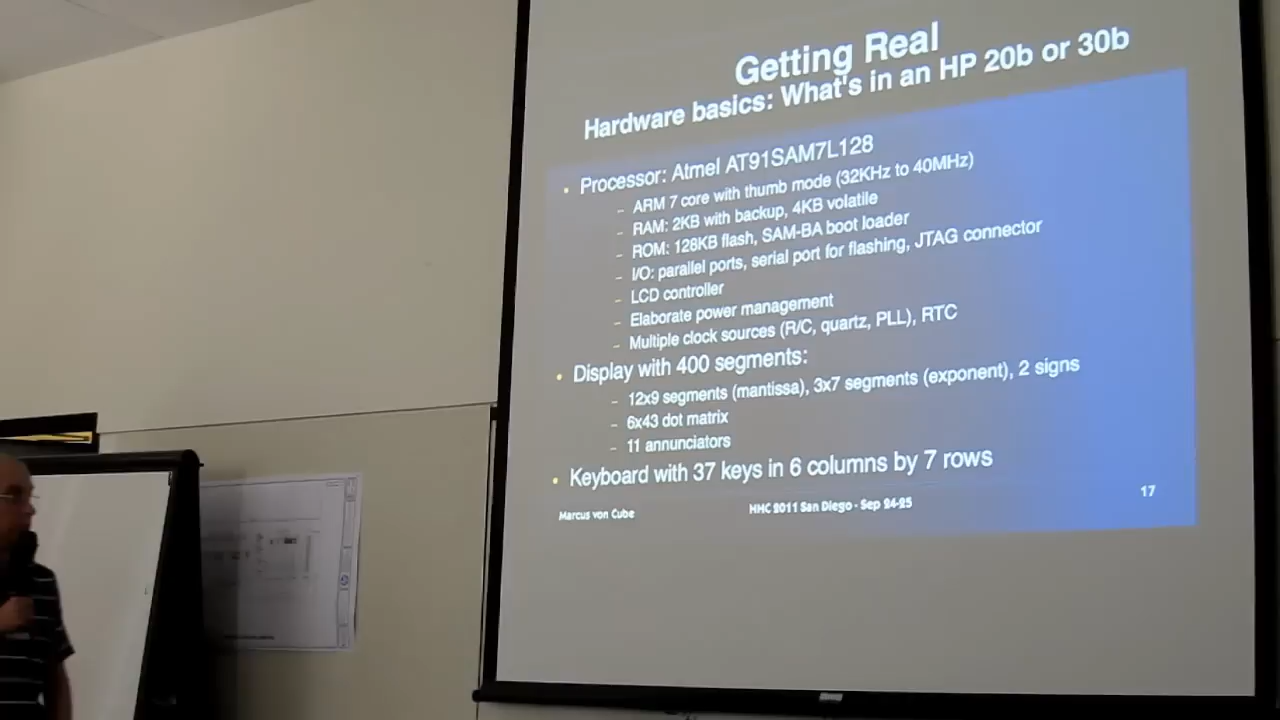 Getting Real
Hardware basics: What's in an HP 20b or 30b
• Processor: Atmel AT91SAM7L128
– ARM 7 core with thumb mode (32KHz to 40MHz)
– RAM: 2KB with backup, 4KB volatile
– ROM: 128KB flash, SAM-BA boot loader
– I/O: parallel ports, serial port for flashing, JTAG connector
– LCD controller
– Elaborate power management
– Multiple clock sources (R/C, quartz, PLL), RTC
• Display with 400 segments:
– 12x9 segments (mantissa), 3x7 segments (exponent), 2 signs
– 6x43 dot matrix
– 11 annunciators
• Keyboard with 37 keys in 6 columns by 7 rows
Marcus von Cube
HHC 2011 San Diego - Sep 24-25
17